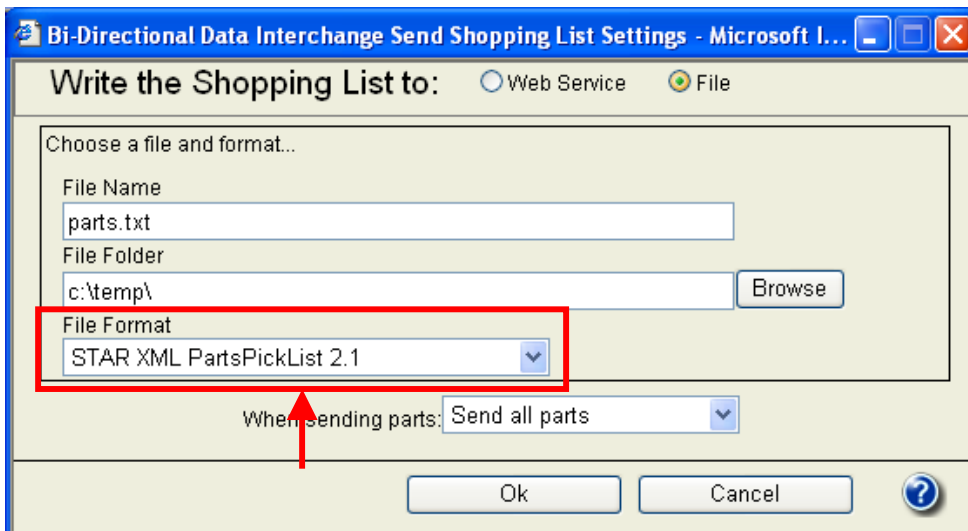 Bi-Directional Data Interchange Send Shopping List Settings - Microsoft I...
Write the Shopping List to: Web Service File
Choose a file and format...
File Name
parts.txt
File Folder
c:\temp\ Browse
File Format
STAR XML PartsPickList 2.1
When sending parts: Send all parts
Ok Cancel ?